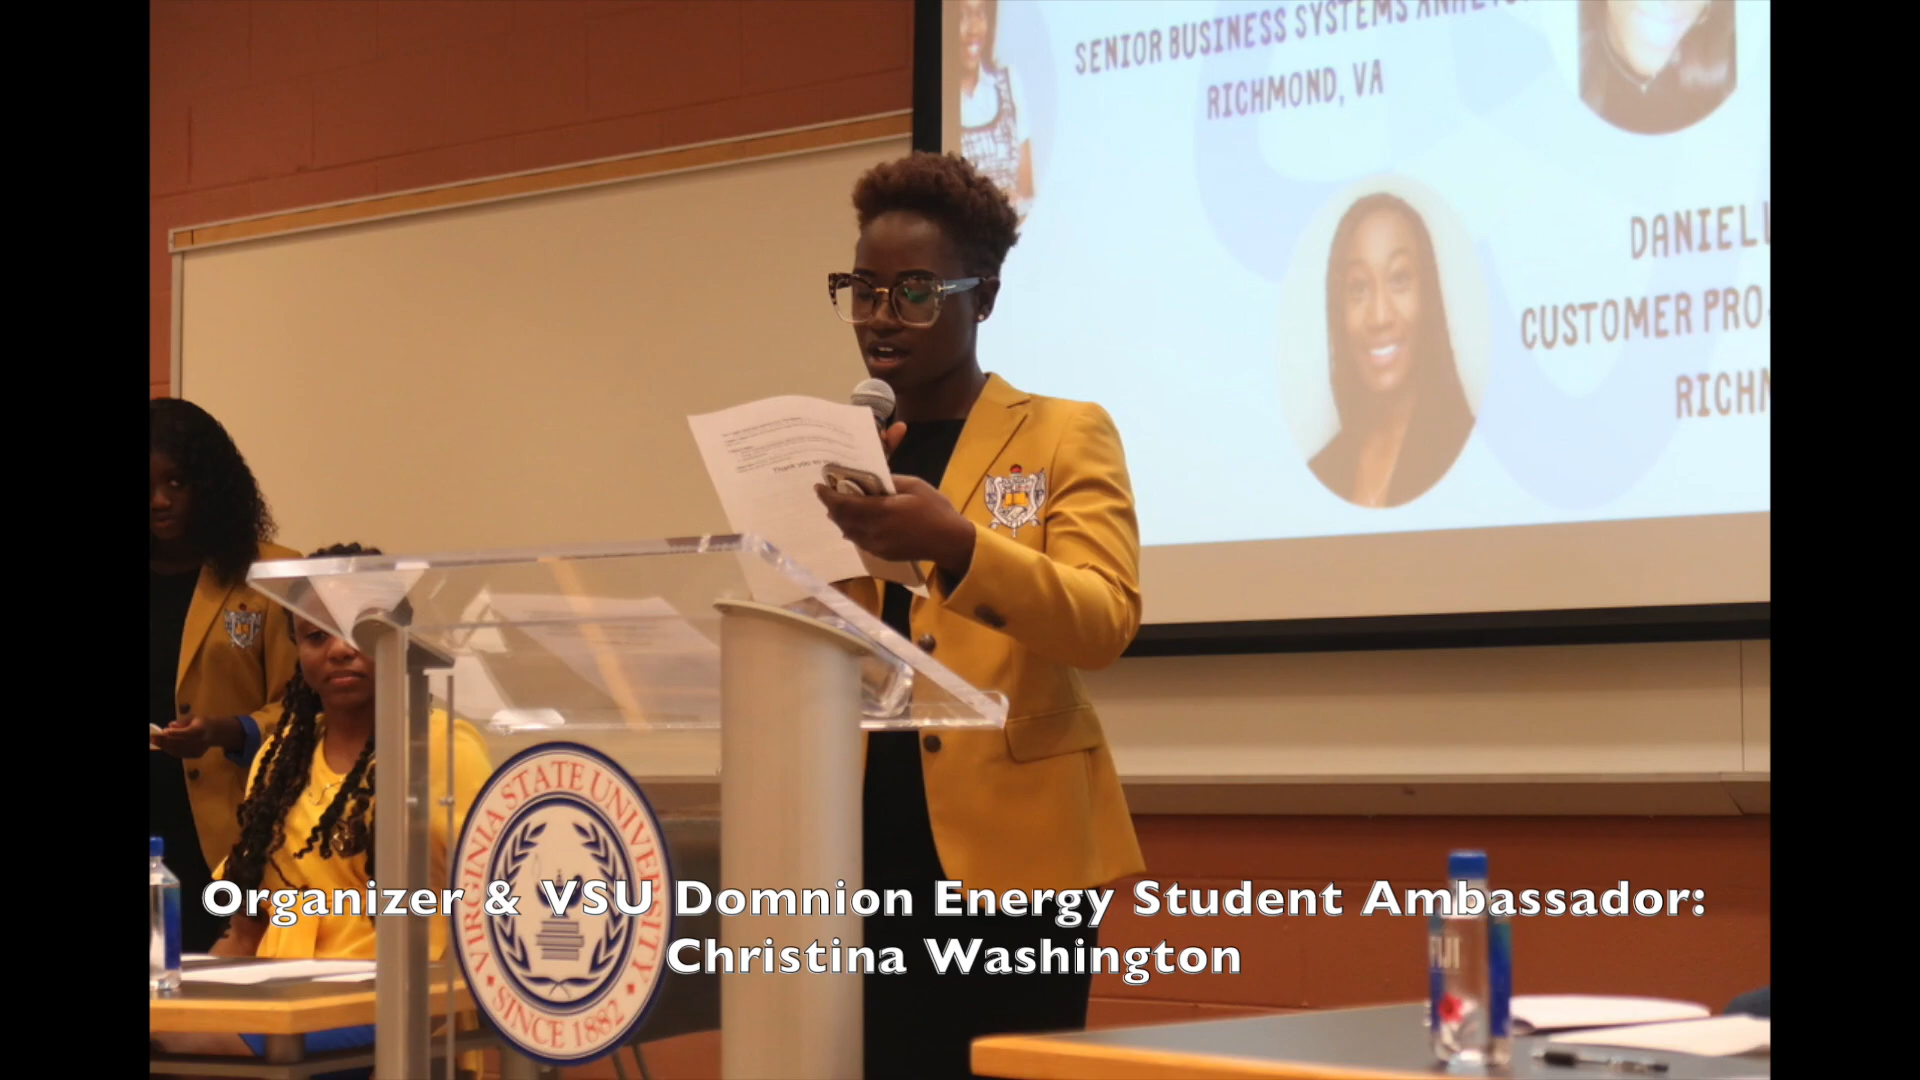 SENIOR BUSINESS SYSTEMS
RICHMOND, VA
DANIELL
CUSTOMER PRO
RICHM
VIRGINIA STATE UNIVERSITY
SINCE 1882
Organizer & VSU Domnion Energy Student Ambassador:
Christina Washington
FIJI